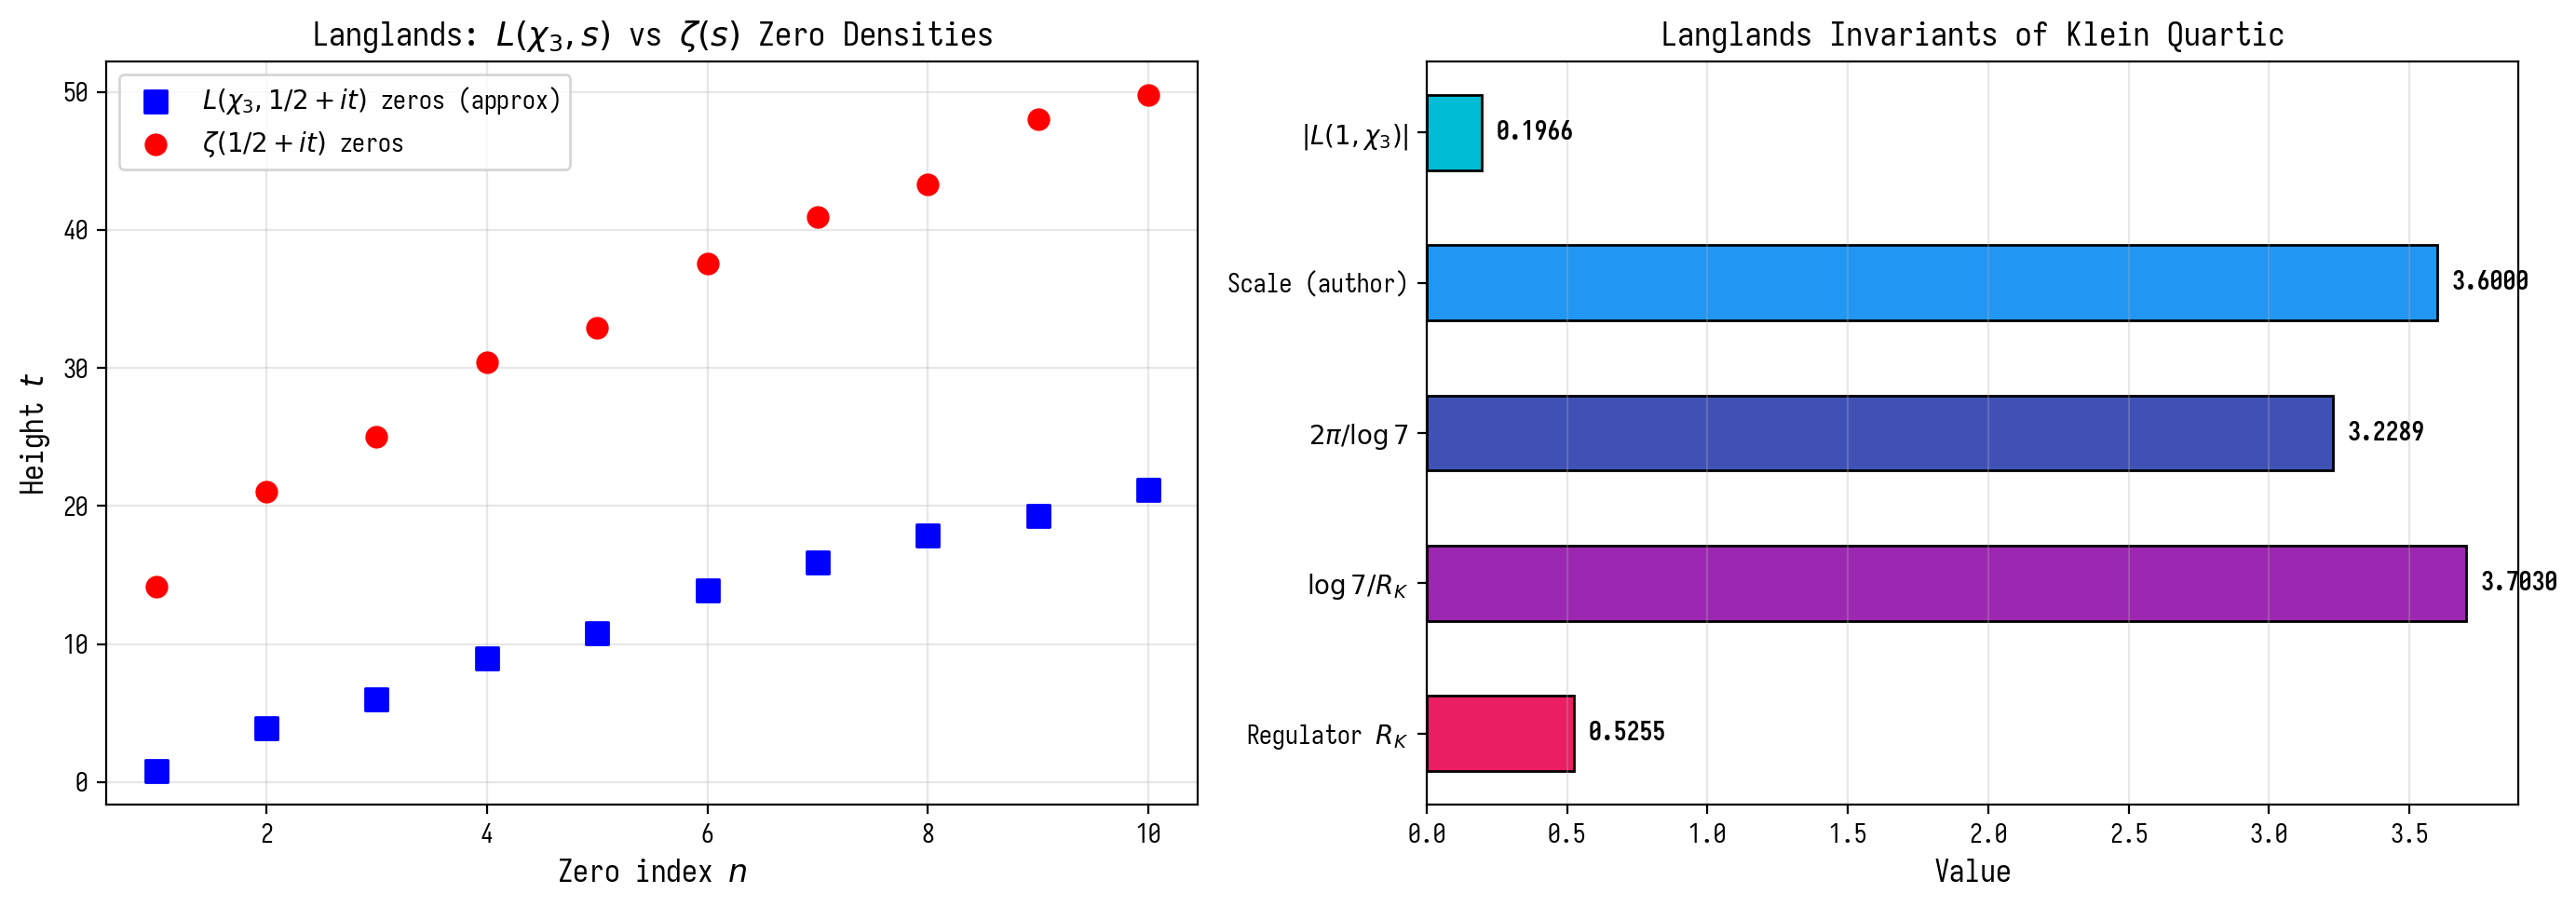 Langlands: L(χ₃, s) vs ζ(s) Zero Densities
L(χ₃, 1/2 + it) zeros (approx)
ζ(1/2 + it) zeros
50
40
30
20
10
0
Height t
2 4 6 8 10
Zero index n
Langlands Invariants of Klein Quartic
|L(1, χ₃)| 0.1966
Scale (author) 3.6000
2π/log 7 3.2289
log 7/R_K 3.7030
Regulator R_K 0.5255
0.0 0.5 1.0 1.5 2.0 2.5 3.0 3.5
Value